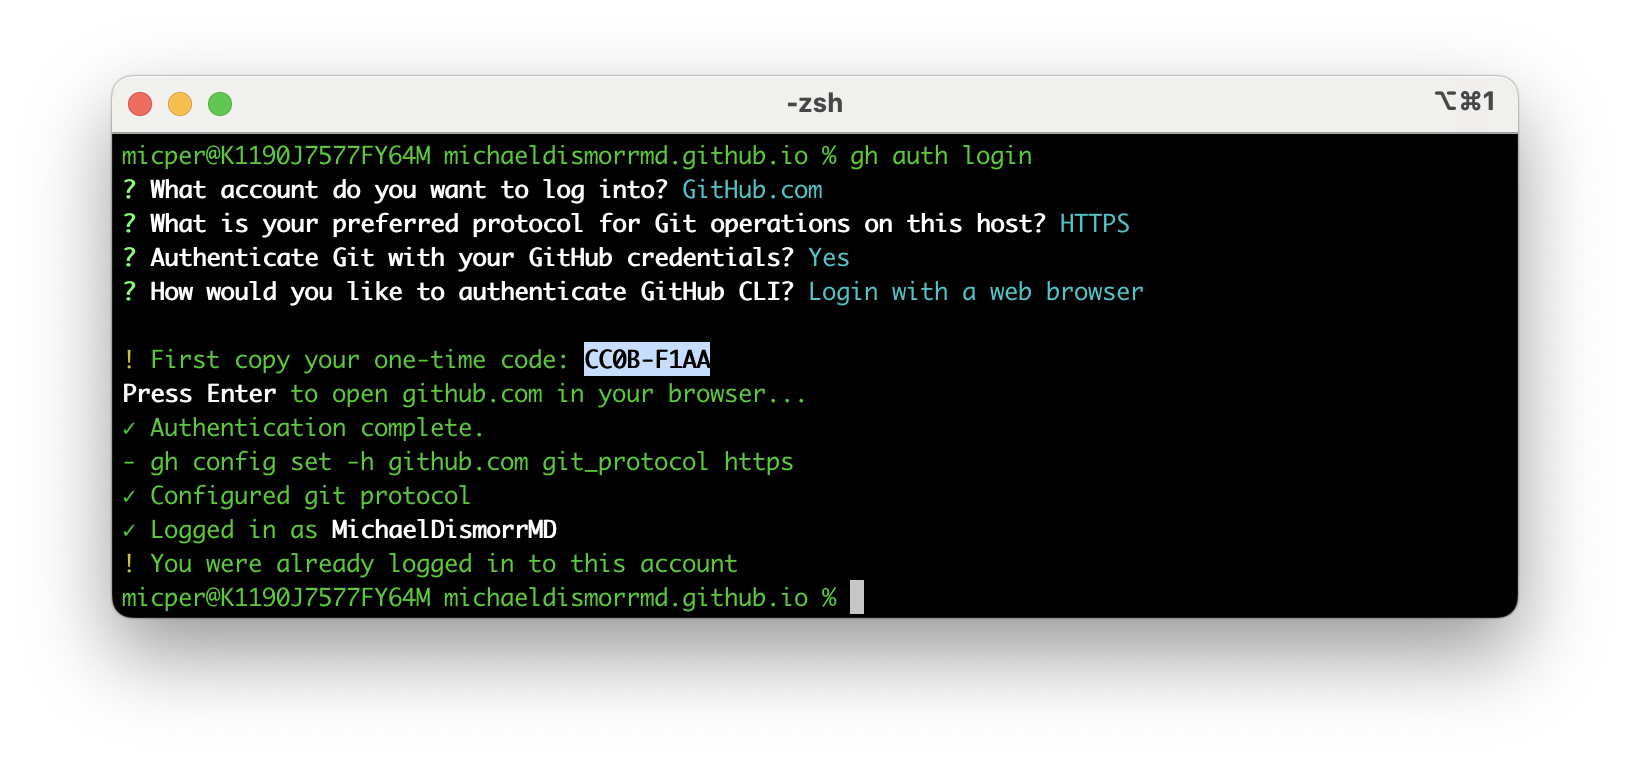 -zsh
⌥⌘1
micper@K1190J7577FY64M michaeldismorrmd.github.io % gh auth login
? What account do you want to log into? GitHub.com
? What is your preferred protocol for Git operations on this host? HTTPS
? Authenticate Git with your GitHub credentials? Yes
? How would you like to authenticate GitHub CLI? Login with a web browser
! First copy your one-time code: CC0B-F1AA
Press Enter to open github.com in your browser...
✓ Authentication complete.
- gh config set -h github.com git_protocol https
✓ Configured git protocol
✓ Logged in as MichaelDismorrMD
! You were already logged in to this account
micper@K1190J7577FY64M michaeldismorrmd.github.io %